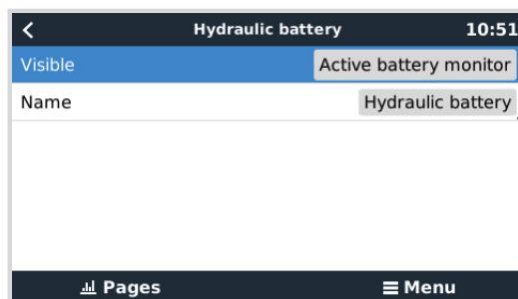 Hydraulic battery 10:51
Visible Active battery monitor
Name Hydraulic battery
Pages Menu